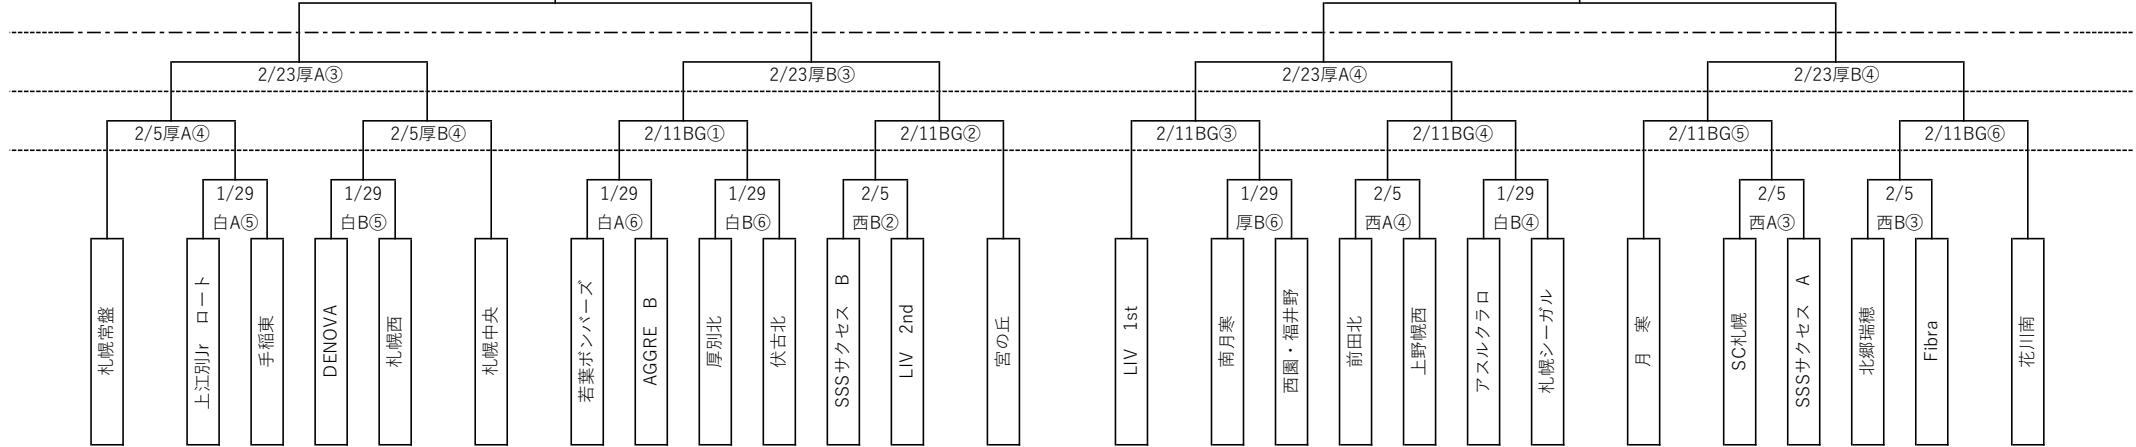 2/23厚A③
2/23厚B③
2/23厚A④
2/23厚B④
2/5厚A④
2/5厚B④
2/11BG①
2/11BG②
2/11BG③
2/11BG④
2/11BG⑤
2/11BG⑥
1/29
白A⑤
1/29
白B⑤
1/29
白A⑥
1/29
白B⑥
2/5
西B②
1/29
厚B⑥
2/5
西A④
1/29
白B④
2/5
西A③
2/5
西B③
札幌常盤
上江別Jr ロート
手稲東
DENOVA
札幌西
札幌中央
若葉ボンバーズ
AGGRE B
厚別北
伏古北
SSSサクセス B
LIV 2nd
宮の丘
LIV 1st
南月寒
西園・福井野
前田北
上野幌西
アスルクラロ
札幌シーガル
月 寒
SC札幌
SSSサクセス A
北郷瑞穂
Fibra
花川南